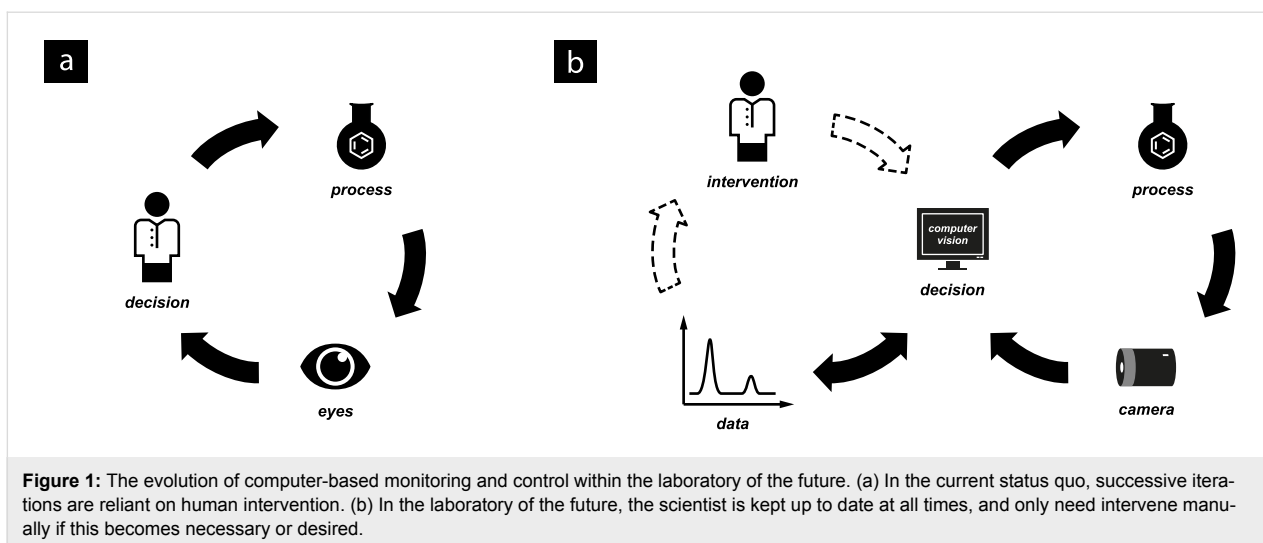 a
b
process
decision
eyes
intervention
computer
vision
decision
process
data
camera
Figure 1: The evolution of computer-based monitoring and control within the laboratory of the future. (a) In the current status quo, successive itera-
tions are reliant on human intervention. (b) In the laboratory of the future, the scientist is kept up to date at all times, and only need intervene manu-
ally if this becomes necessary or desired.